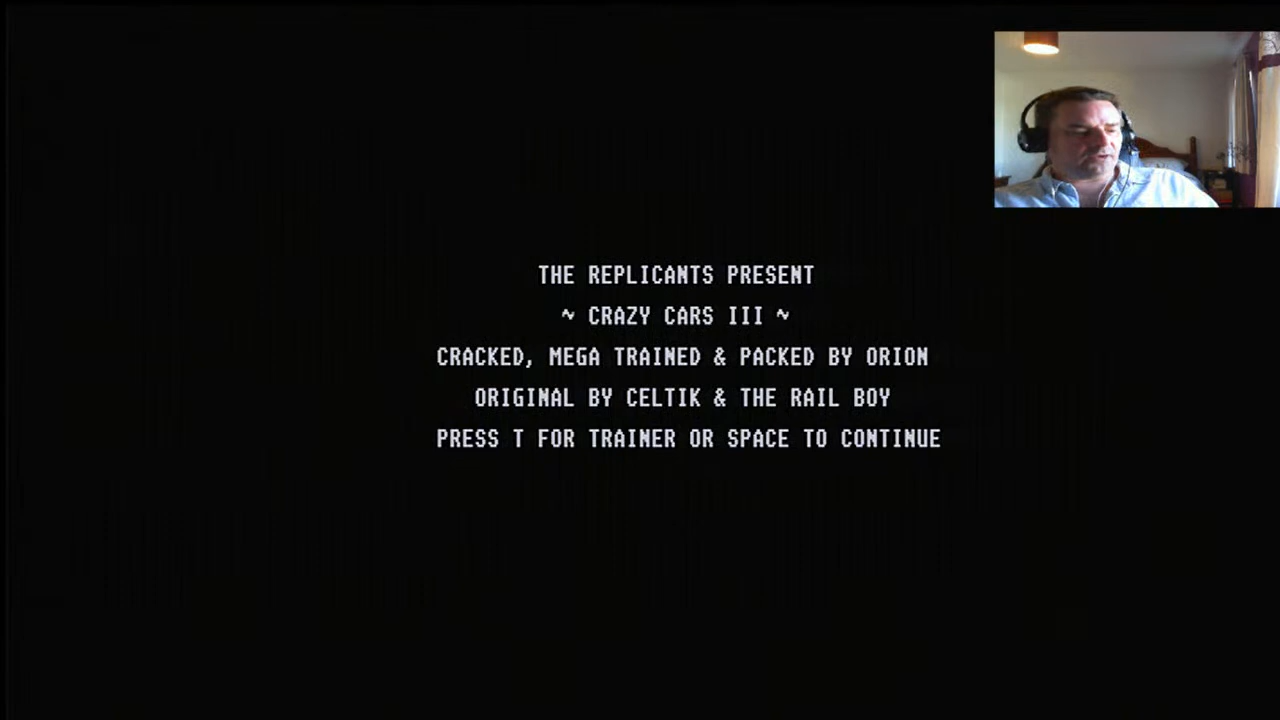 THE REPLICANTS PRESENT
~ CRAZY CARS III ~
CRACKED, MEGA TRAINED & PACKED BY ORION
ORIGINAL BY CELTIK & THE RAIL BOY
PRESS T FOR TRAINER OR SPACE TO CONTINUE